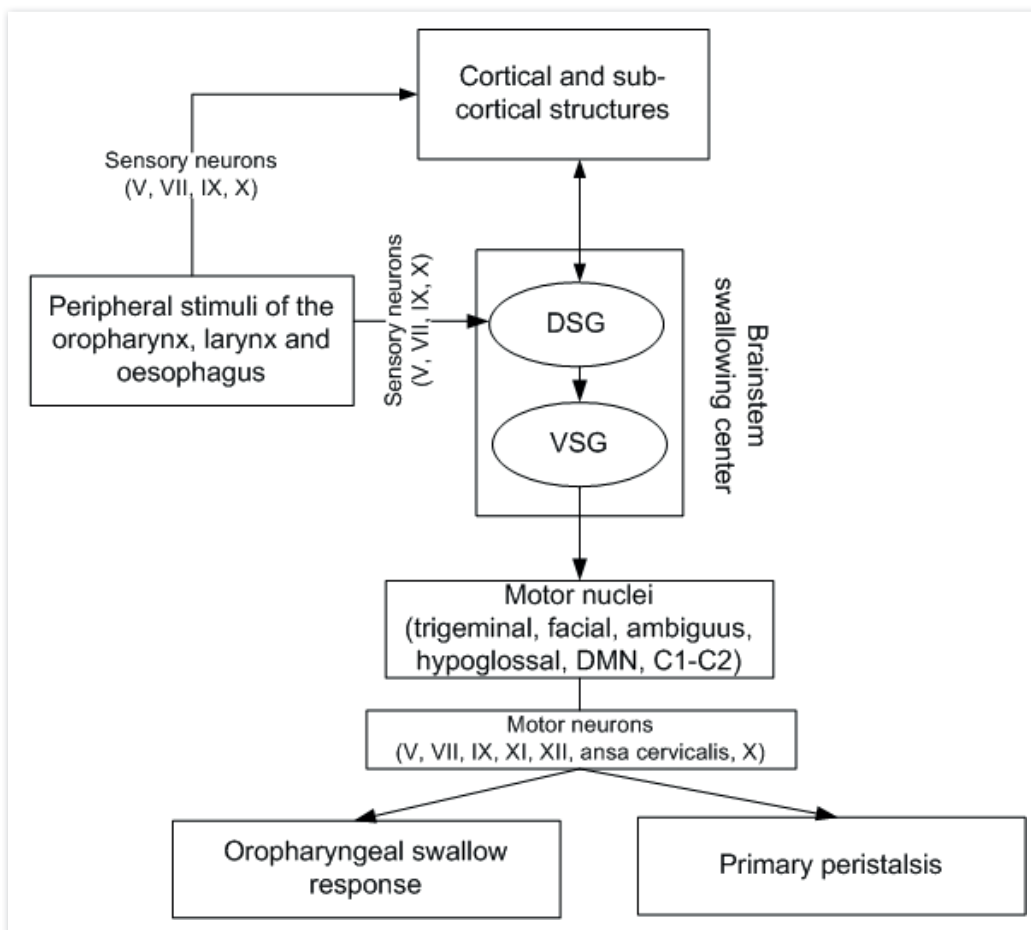 Cortical and sub-
cortical structures
Sensory neurons
(V, VII, IX, X)
Peripheral stimuli of the
oropharynx, larynx and
oesophagus
Sensory neurons
(V, VII, IX, X)
DSG
VSG
Brainstem
swallowing center
Motor nuclei
(trigeminal, facial, ambiguus,
hypoglossal, DMN, C1-C2)
Motor neurons
(V, VII, IX, XI, XII, ansa cervicalis, X)
Oropharyngeal swallow
response
Primary peristalsis